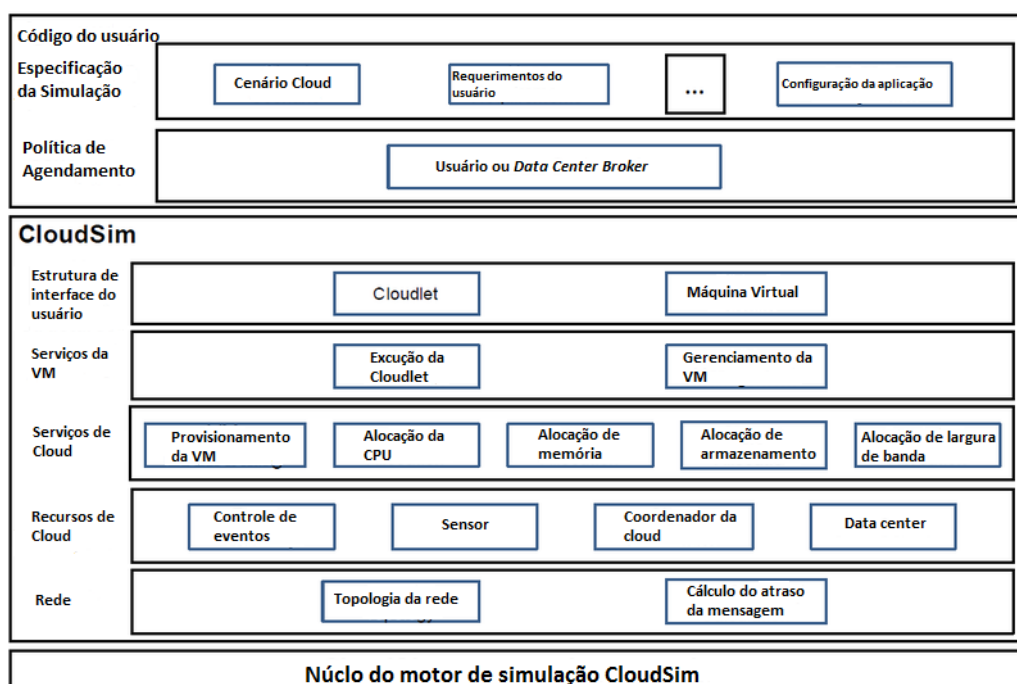 Código do usuário
Especificação
da Simulação
Cenário Cloud
Requerimentos do
usuário
...
Configuração da aplicação
Política de
Agendamento
Usuário ou Data Center Broker
CloudSim
Estrutura de
interface do
usuário
Cloudlet
Máquina Virtual
Serviços da
VM
Excução da
Cloudlet
Gerenciamento da
VM
Serviços de
Cloud
Provisionamento
da VM
Alocação da
CPU
Alocação de
memória
Alocação de
armazenamento
Alocação de largura
de banda
Recursos de
Cloud
Controle de
eventos
Sensor
Coordenador da
cloud
Data center
Rede
Topologia da rede
Cálculo do atraso
da mensagem
Núclo do motor de simulação CloudSim